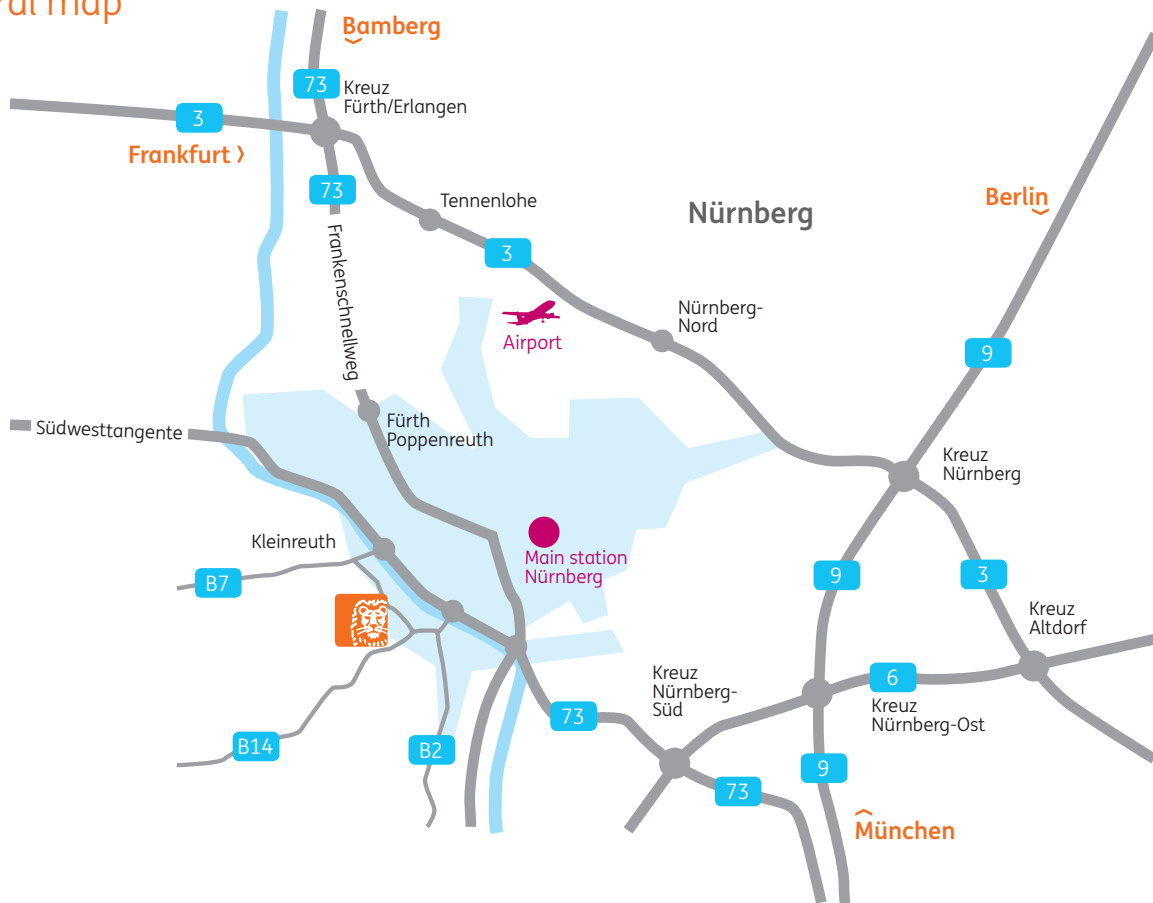 map
Bamberg
73
Kreuz
Fürth/Erlangen
3
Frankfurt
73
Tennenlohe
Nürnberg
Berlin
3
Frankenschnellweg
Airport
Nürnberg-
Nord
9
Südwesttangente
Fürth
Poppenreuth
Kreuz
Nürnberg
Kleinreuth
Main station
Nürnberg
B7
9
3
Kreuz
Altdorf
Kreuz
Nürnberg-
Süd
6
Kreuz
Nürnberg-Ost
73
B14
B2
9
73
München